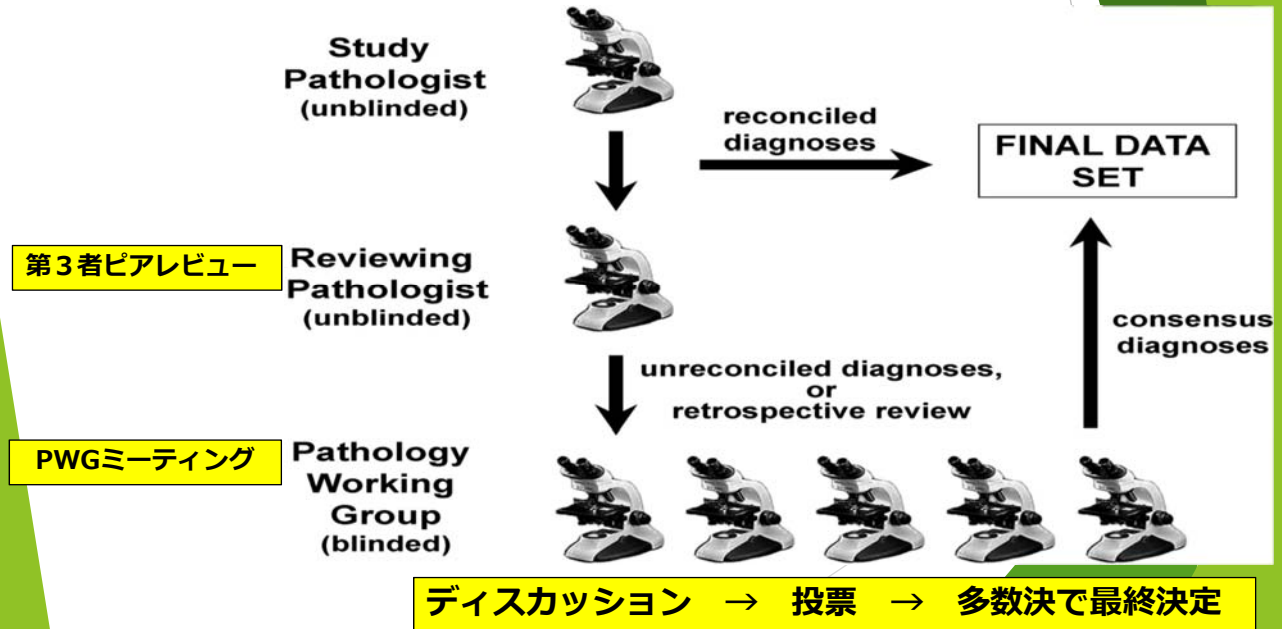 Study
Pathologist
(unblinded)
reconciled
diagnoses
FINAL DATA
SET
第３者ピアレビュー
Reviewing
Pathologist
(unblinded)
consensus
diagnoses
unreconciled diagnoses,
or
retrospective review
PWGミーティング
Pathology
Working
Group
(blinded)
ディスカッション → 投票 → 多数決で最終決定